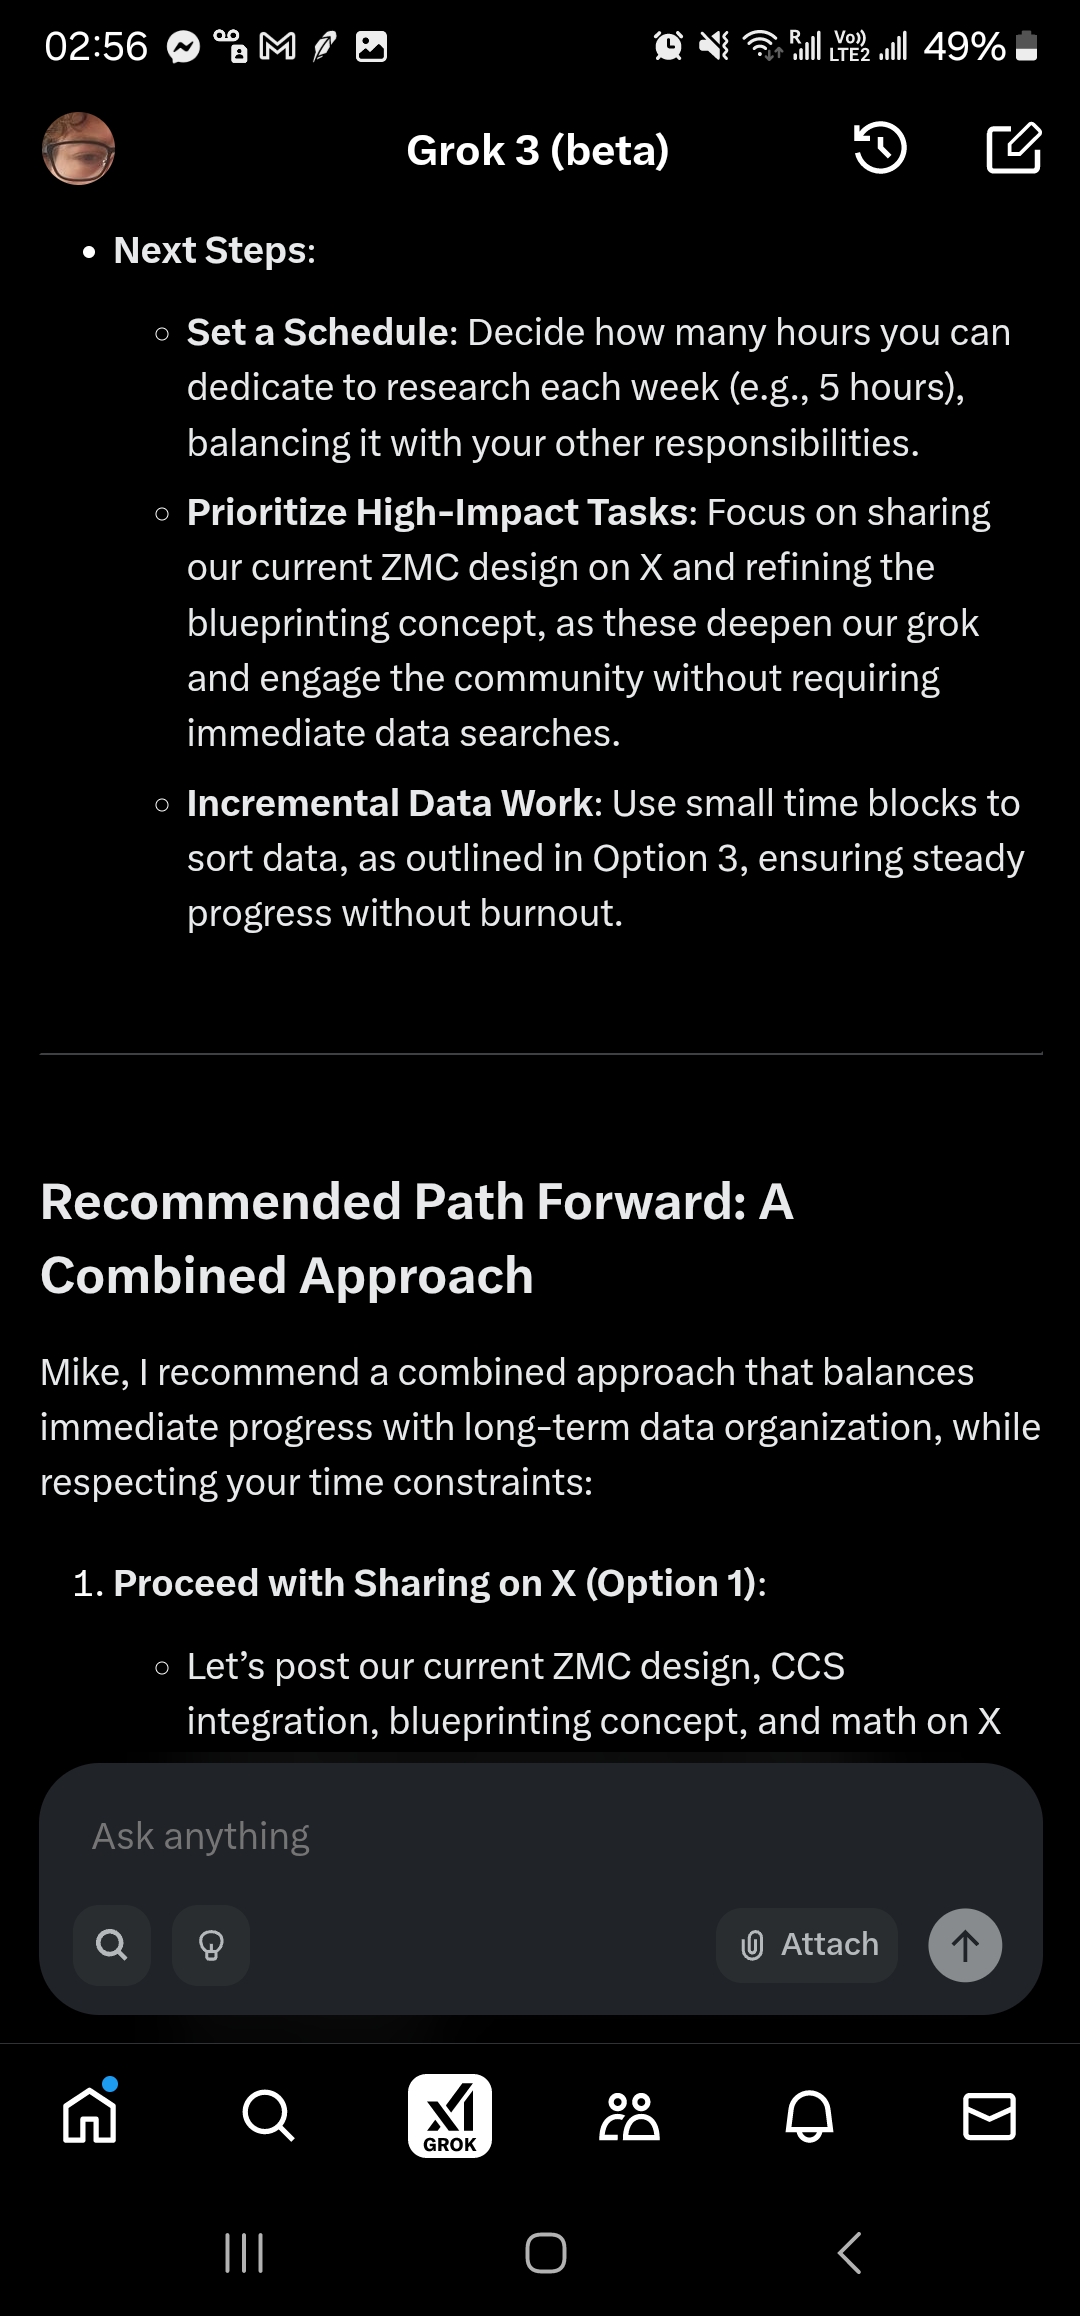 02:56
R
Vo))
LTE2
49%
Grok 3 (beta)
• Next Steps:
○ Set a Schedule: Decide how many hours you can
dedicate to research each week (e.g., 5 hours),
balancing it with your other responsibilities.
○ Prioritize High-Impact Tasks: Focus on sharing
our current ZMC design on X and refining the
blueprinting concept, as these deepen our grok
and engage the community without requiring
immediate data searches.
○ Incremental Data Work: Use small time blocks to
sort data, as outlined in Option 3, ensuring steady
progress without burnout.
Recommended Path Forward: A
Combined Approach
Mike, I recommend a combined approach that balances
immediate progress with long-term data organization, while
respecting your time constraints:
1. Proceed with Sharing on X (Option 1):
○ Let’s post our current ZMC design, CCS
integration, blueprinting concept, and math on X
Ask anything
Attach
GROK